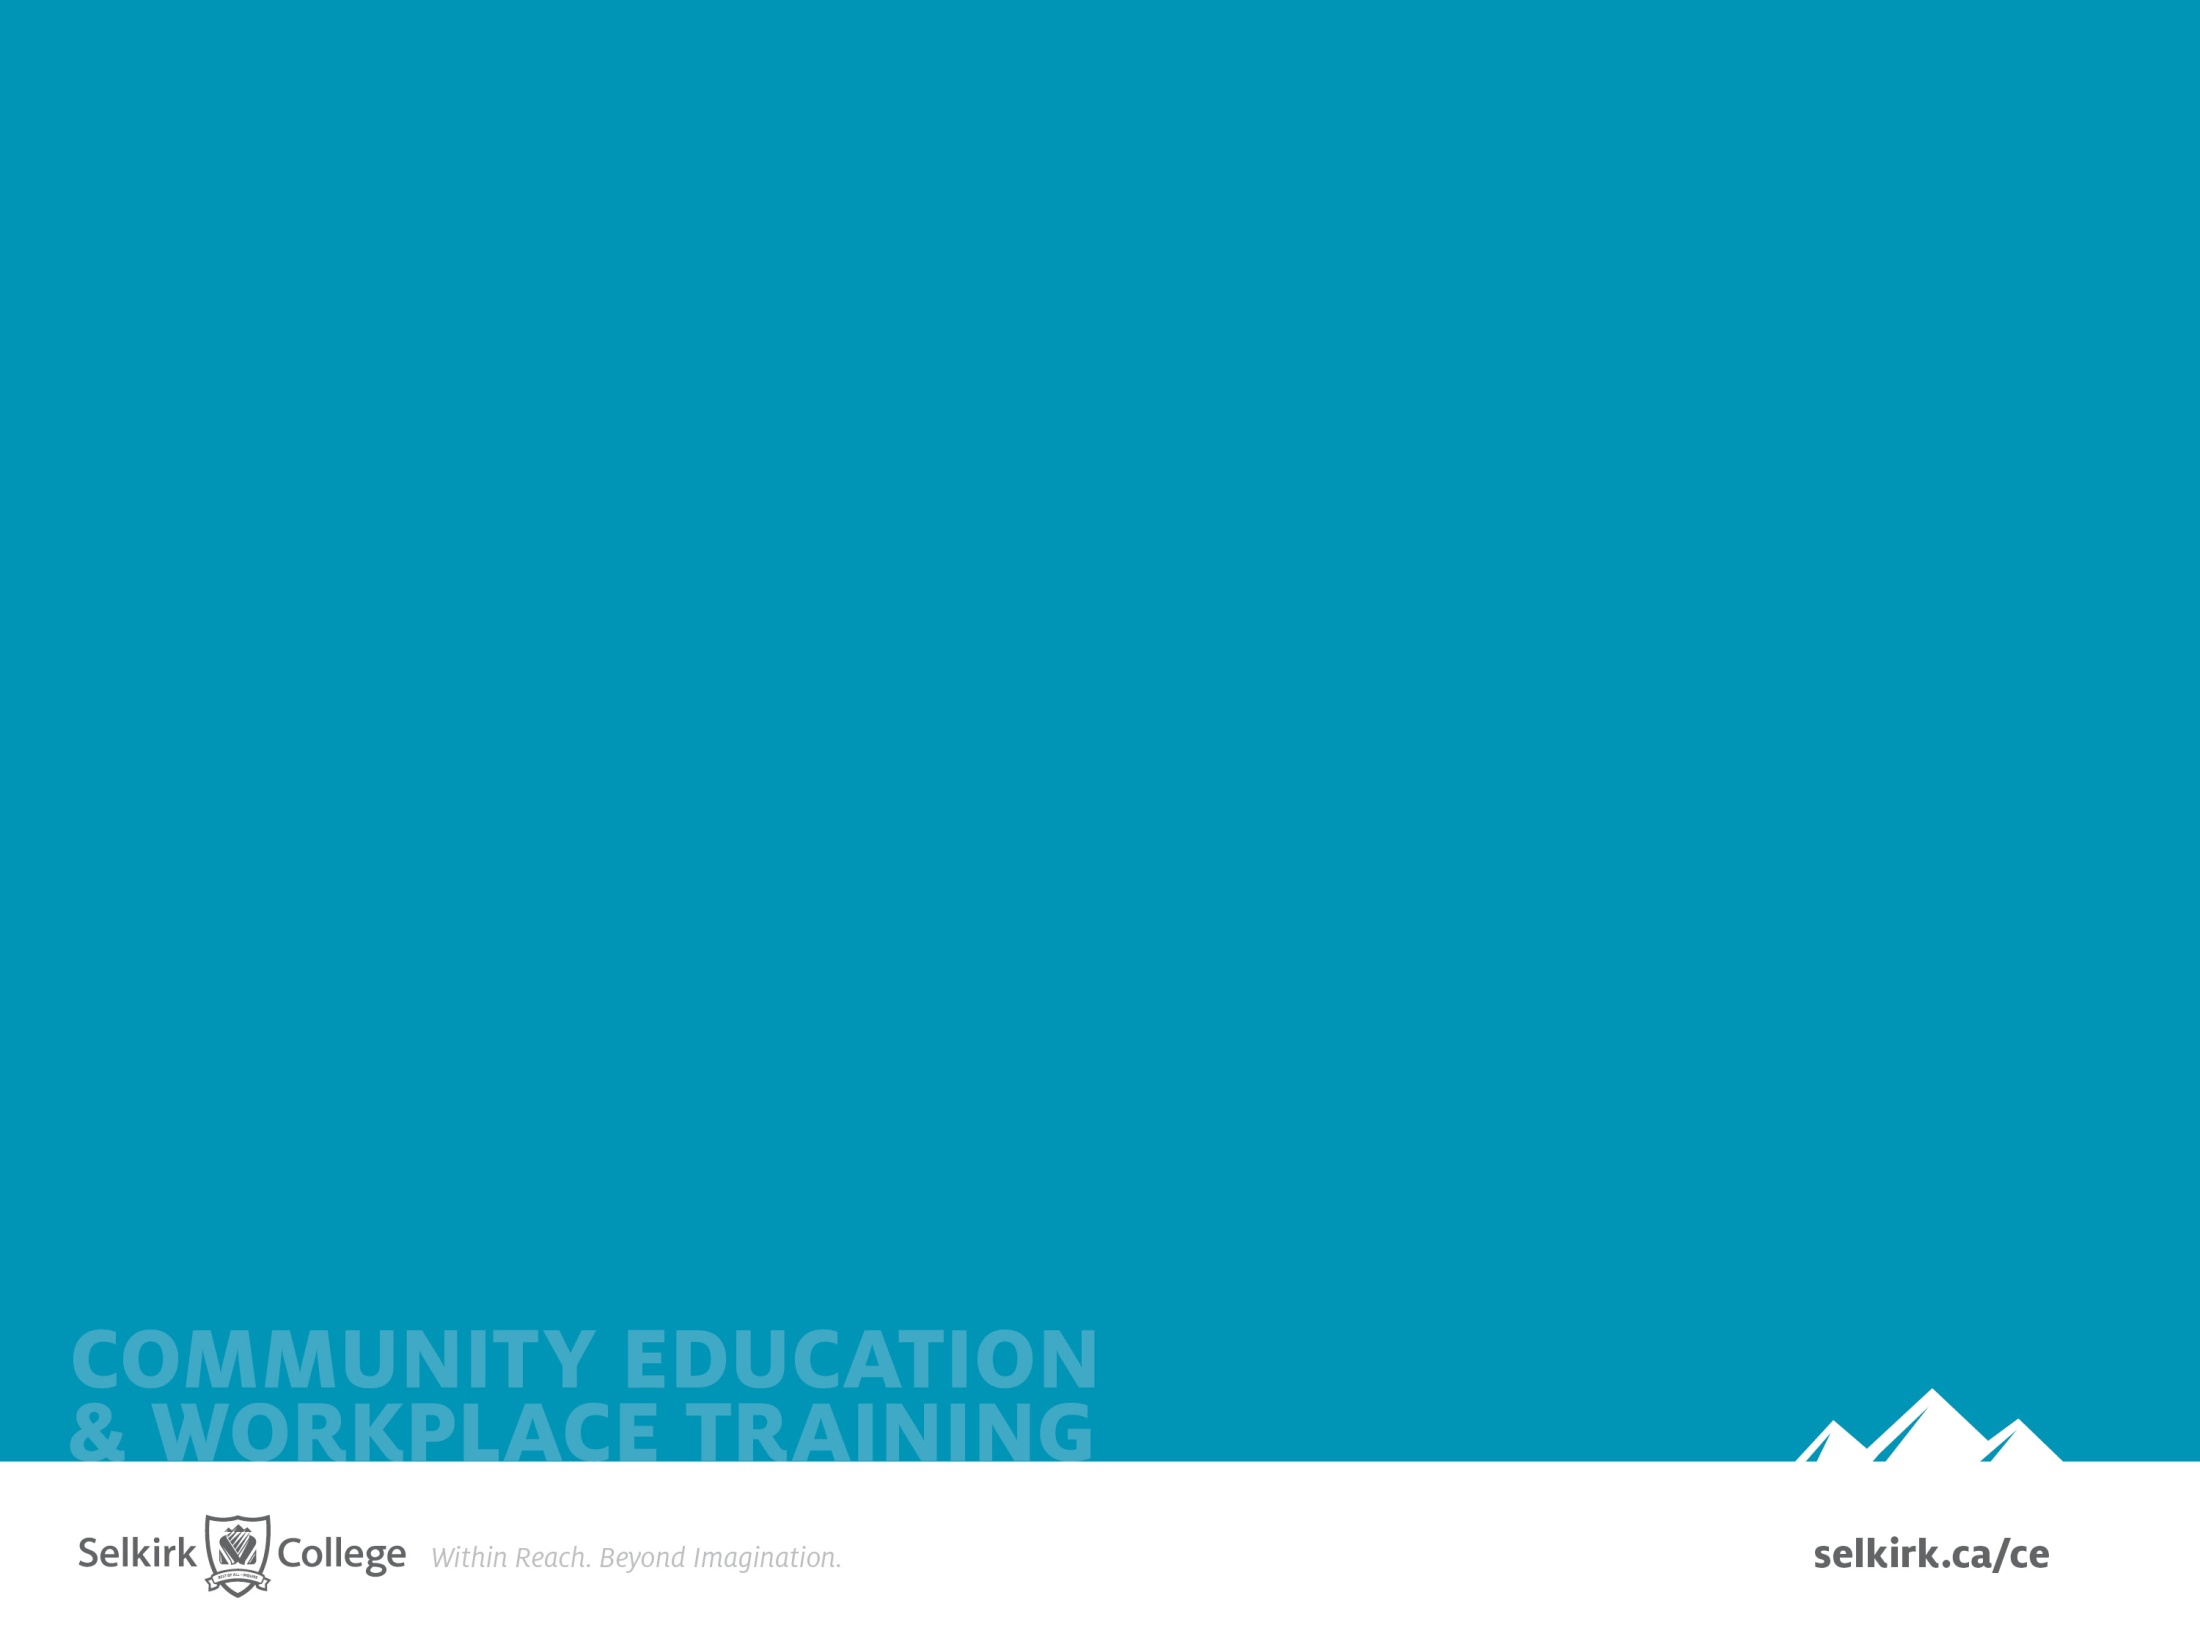 COMMUNITY EDUCATION
& WORKPLACE TRAINING
Selkirk College Within Reach. Beyond Imagination.
selkirk.ca/ce